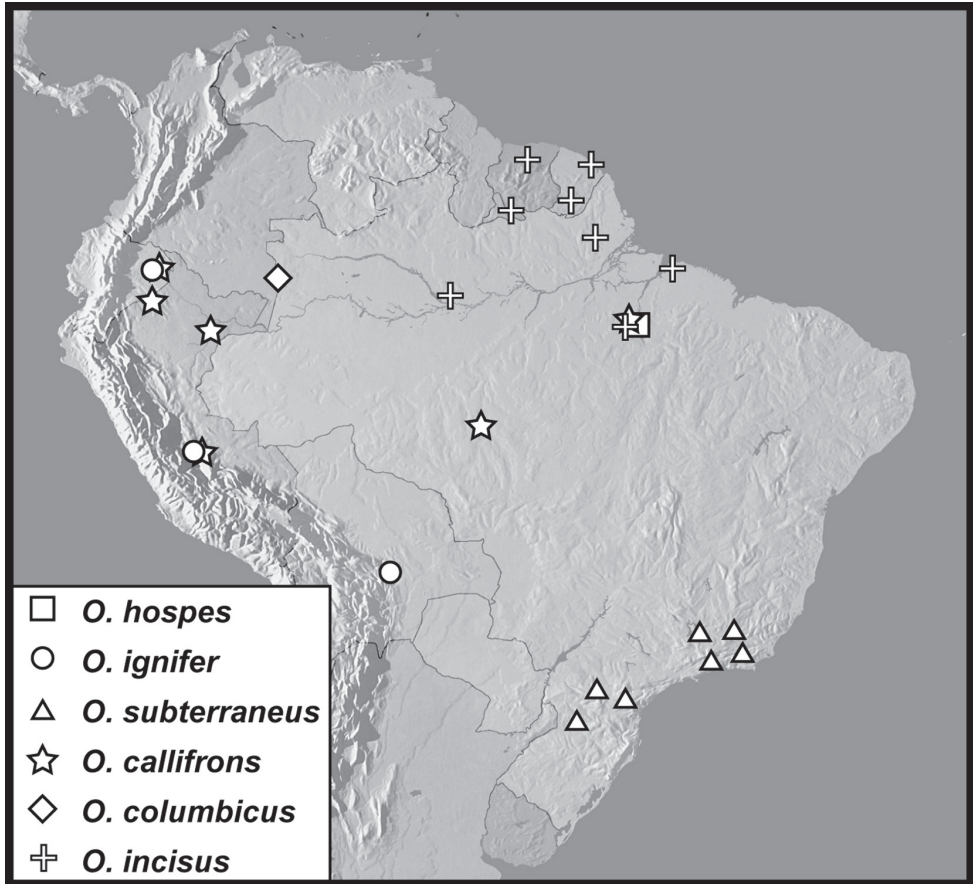 O. hospes
O. ignifer
O. subterraneus
O. callifrons
O. columbicus
O. incisus